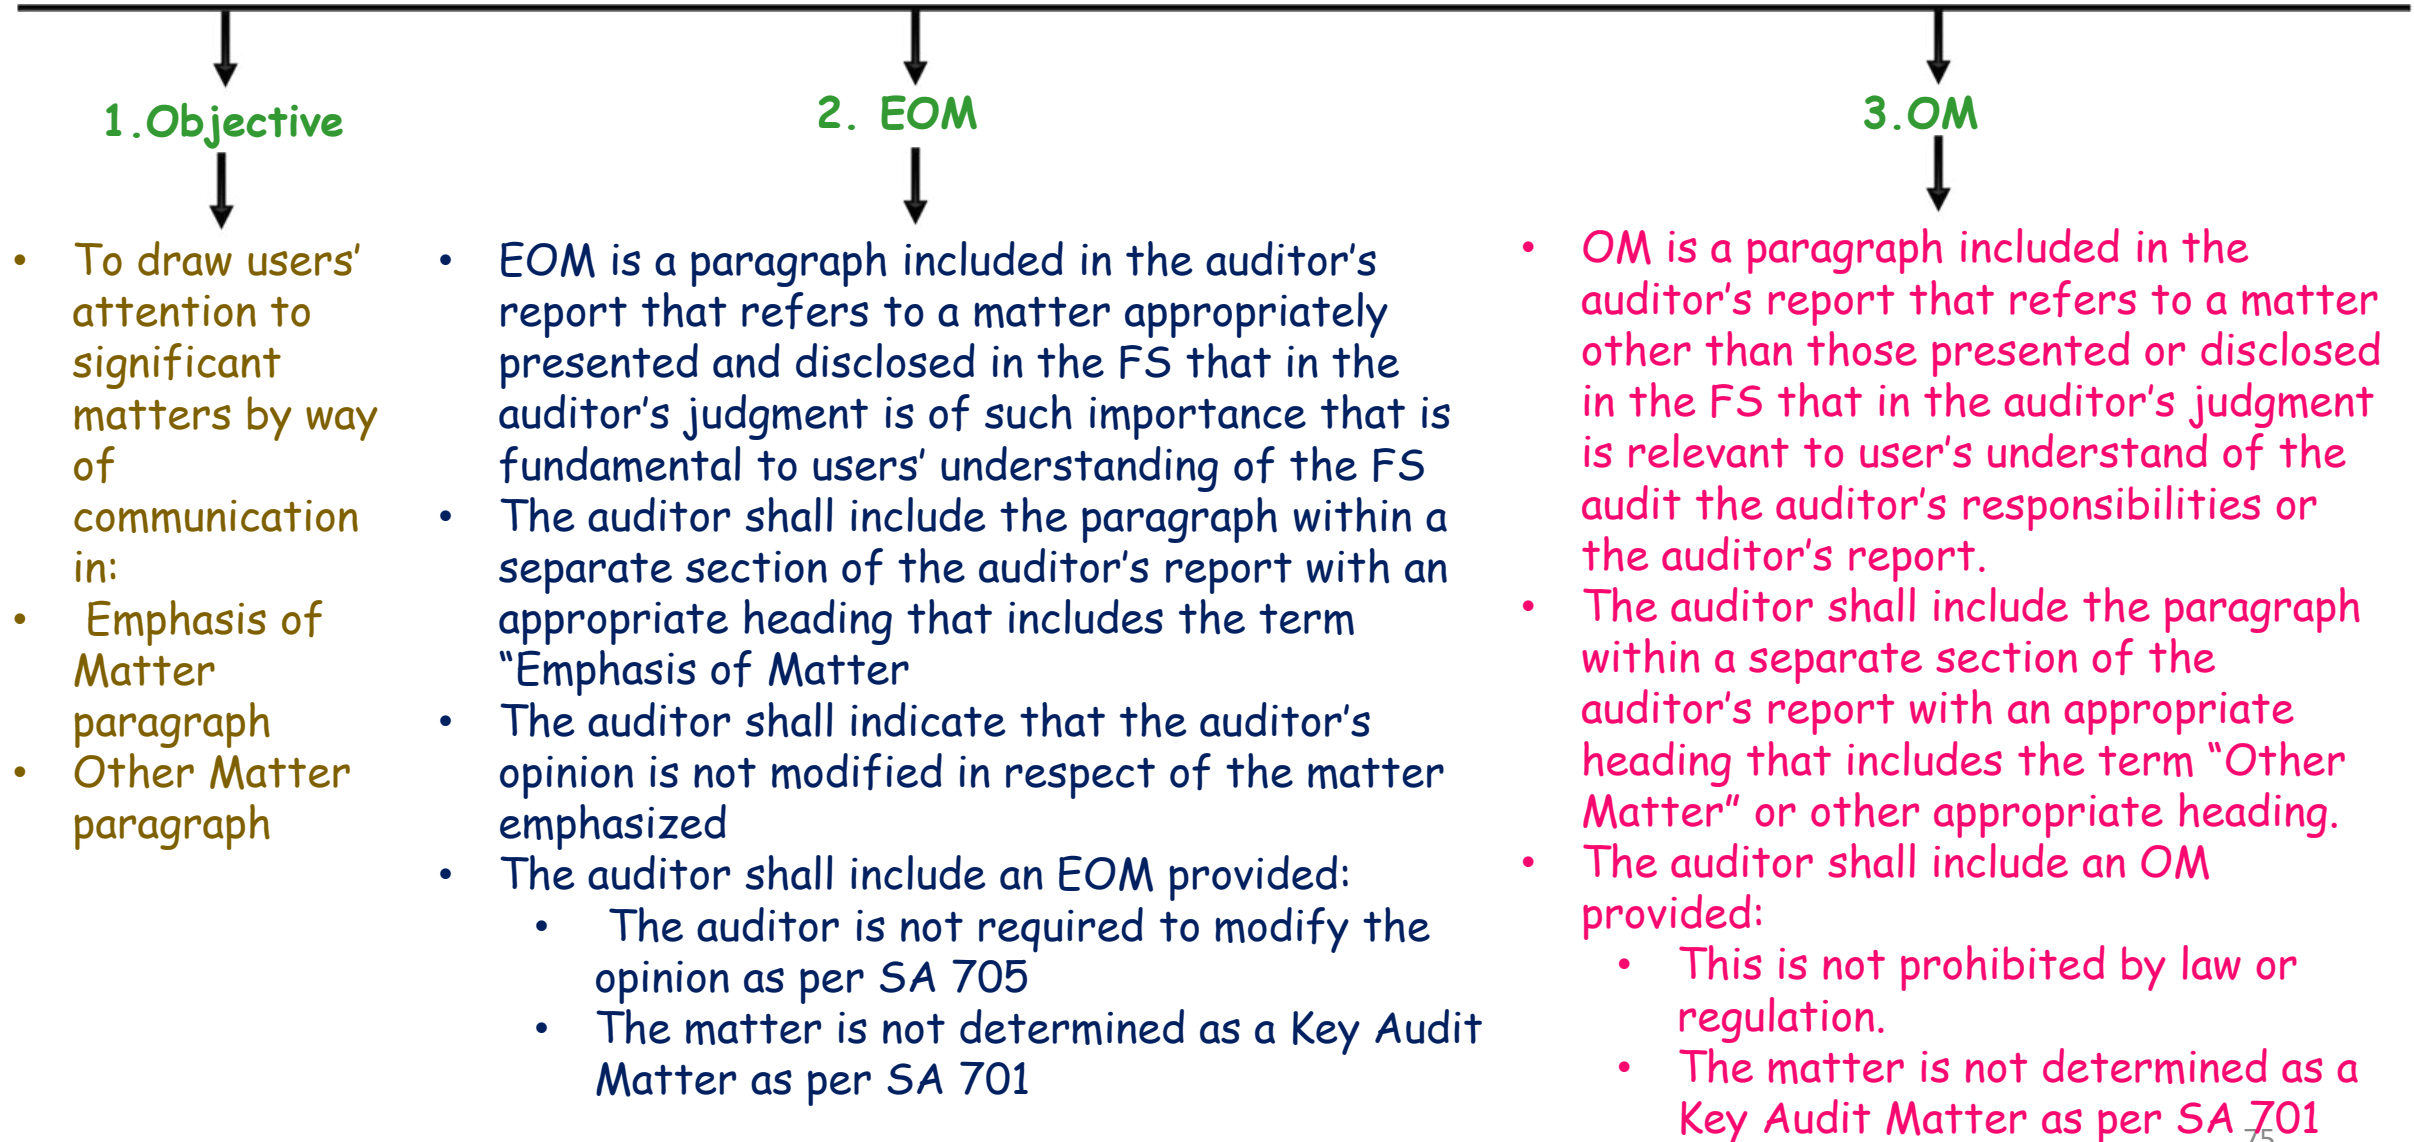 1.Objective
To draw users'
attention to
significant
matters by way
of
communication
in:
Emphasis of
Matter
paragraph
Other Matter
paragraph
2. EOM
EOM is a paragraph included in the auditor's
report that refers to a matter appropriately
presented and disclosed in the FS that in the
auditor's judgment is of such importance that is
fundamental to users' understanding of the FS
The auditor shall include the paragraph within a
separate section of the auditor's report with an
appropriate heading that includes the term
"Emphasis of Matter
The auditor shall indicate that the auditor's
opinion is not modified in respect of the matter
emphasized
The auditor shall include an EOM provided:
The auditor is not required to modify the
opinion as per SA 705
The matter is not determined as a Key Audit
Matter as per SA 701
3.OM
OM is a paragraph included in the
auditor's report that refers to a matter
other than those presented or disclosed
in the FS that in the auditor's judgment
is relevant to user's understand of the
audit the auditor's responsibilities or
the auditor's report.
The auditor shall include the paragraph
within a separate section of the
auditor's report with an appropriate
heading that includes the term "Other
Matter" or other appropriate heading.
The auditor shall include an OM
provided:
This is not prohibited by law or
regulation.
The matter is not determined as a
Key Audit Matter as per SA 701
75